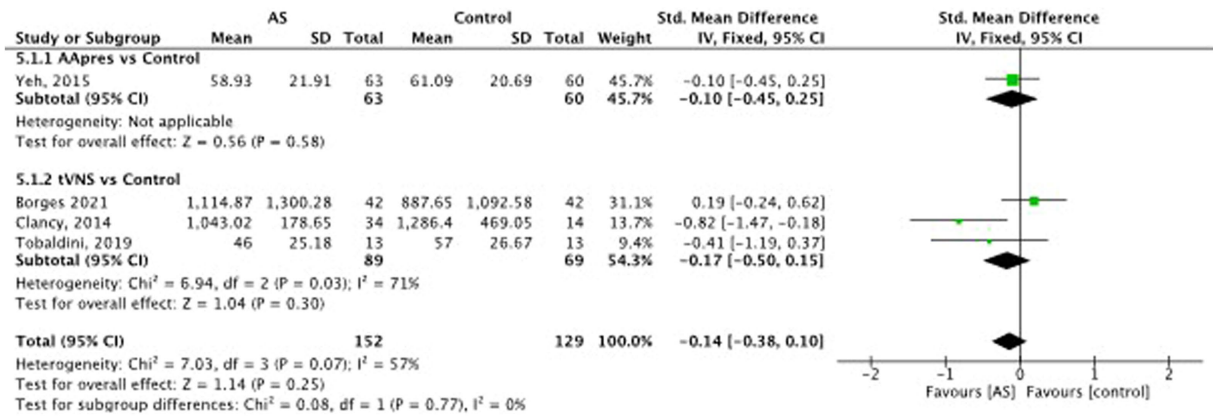 AS Control Std. Mean Difference Std. Mean Difference
Study or Subgroup Mean SD Total Mean SD Total Weight IV, Fixed, 95% CI IV, Fixed, 95% CI
5.1.1 AApres vs Control
Yeh, 2015 58.93 21.91 63 61.09 20.69 60 45.7% −0.10 [−0.45, 0.25]
Subtotal (95% CI) 63 60 45.7% −0.10 [−0.45, 0.25]
Heterogeneity: Not applicable
Test for overall effect: Z = 0.56 (P = 0.58)
5.1.2 tVNS vs Control
Borges 2021 1,114.87 1,300.28 42 887.65 1,092.58 42 31.1% 0.19 [−0.24, 0.62]
Clancy, 2014 1,043.02 178.65 34 1,286.4 469.05 14 13.7% −0.82 [−1.47, −0.18]
Tobaldini, 2019 46 25.18 13 57 26.67 13 9.4% −0.41 [−1.19, 0.37]
Subtotal (95% CI) 89 69 54.3% −0.17 [−0.50, 0.15]
Heterogeneity: Chi² = 6.94, df = 2 (P = 0.03); I² = 71%
Test for overall effect: Z = 1.04 (P = 0.30)
Total (95% CI) 152 129 100.0% −0.14 [−0.38, 0.10]
Heterogeneity: Chi² = 7.03, df = 3 (P = 0.07); I² = 57%
Test for overall effect: Z = 1.14 (P = 0.25)
Test for subgroup differences: Chi² = 0.08, df = 1 (P = 0.77), I² = 0%
−2 −1 0 1 2
Favours [AS] Favours [control]